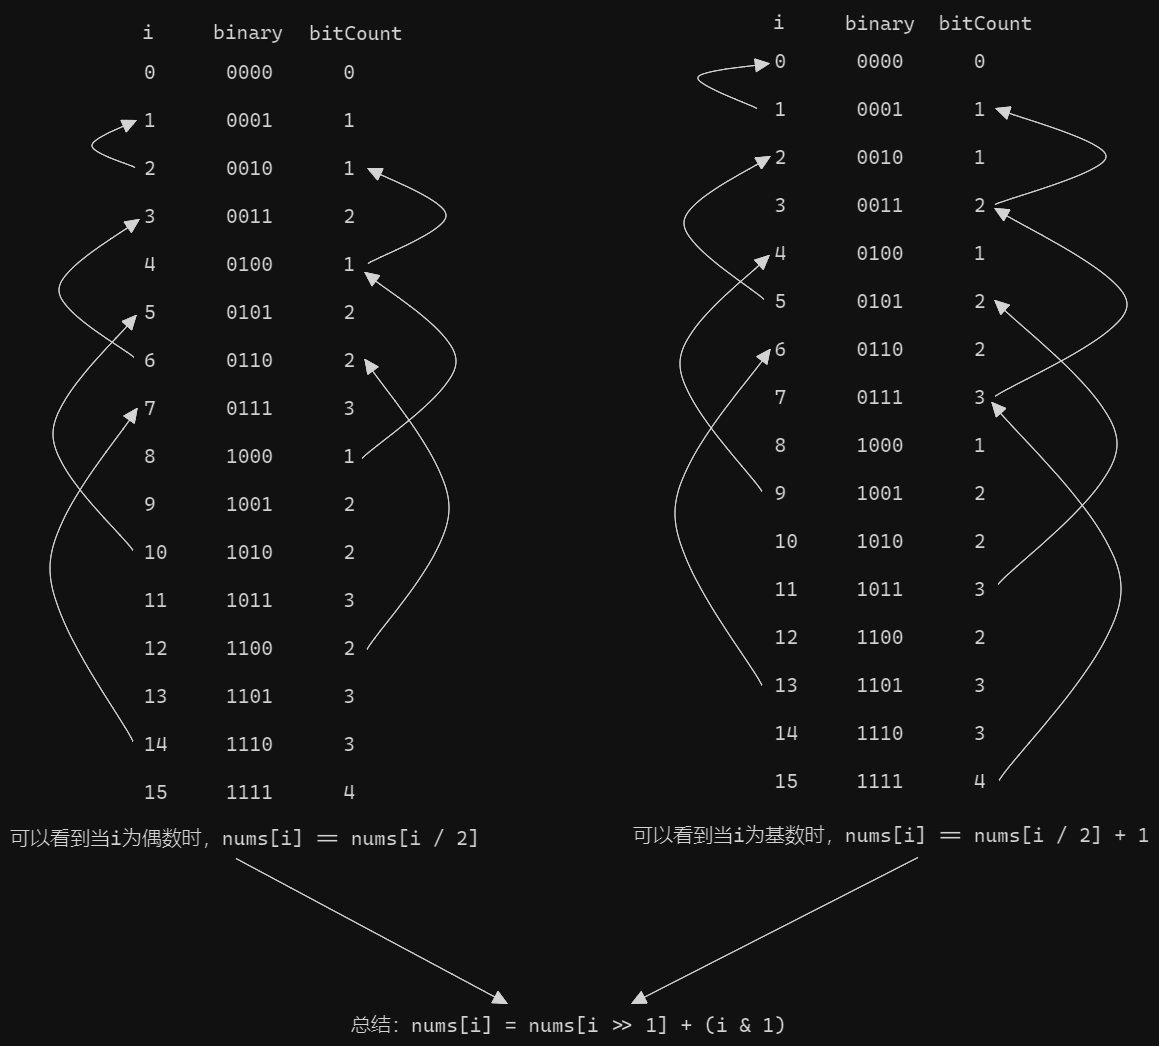 i binary bitCount
0 0000 0
1 0001 1
2 0010 1
3 0011 2
4 0100 1
5 0101 2
6 0110 2
7 0111 3
8 1000 1
9 1001 2
10 1010 2
11 1011 3
12 1100 2
13 1101 3
14 1110 3
15 1111 4
可以看到当i为偶数时，nums[i] == nums[i / 2]
i binary bitCount
0 0000 0
1 0001 1
2 0010 1
3 0011 2
4 0100 1
5 0101 2
6 0110 2
7 0111 3
8 1000 1
9 1001 2
10 1010 2
11 1011 3
12 1100 2
13 1101 3
14 1110 3
15 1111 4
可以看到当i为基数时，nums[i] == nums[i / 2] + 1
总结：nums[i] = nums[i >> 1] + (i & 1)